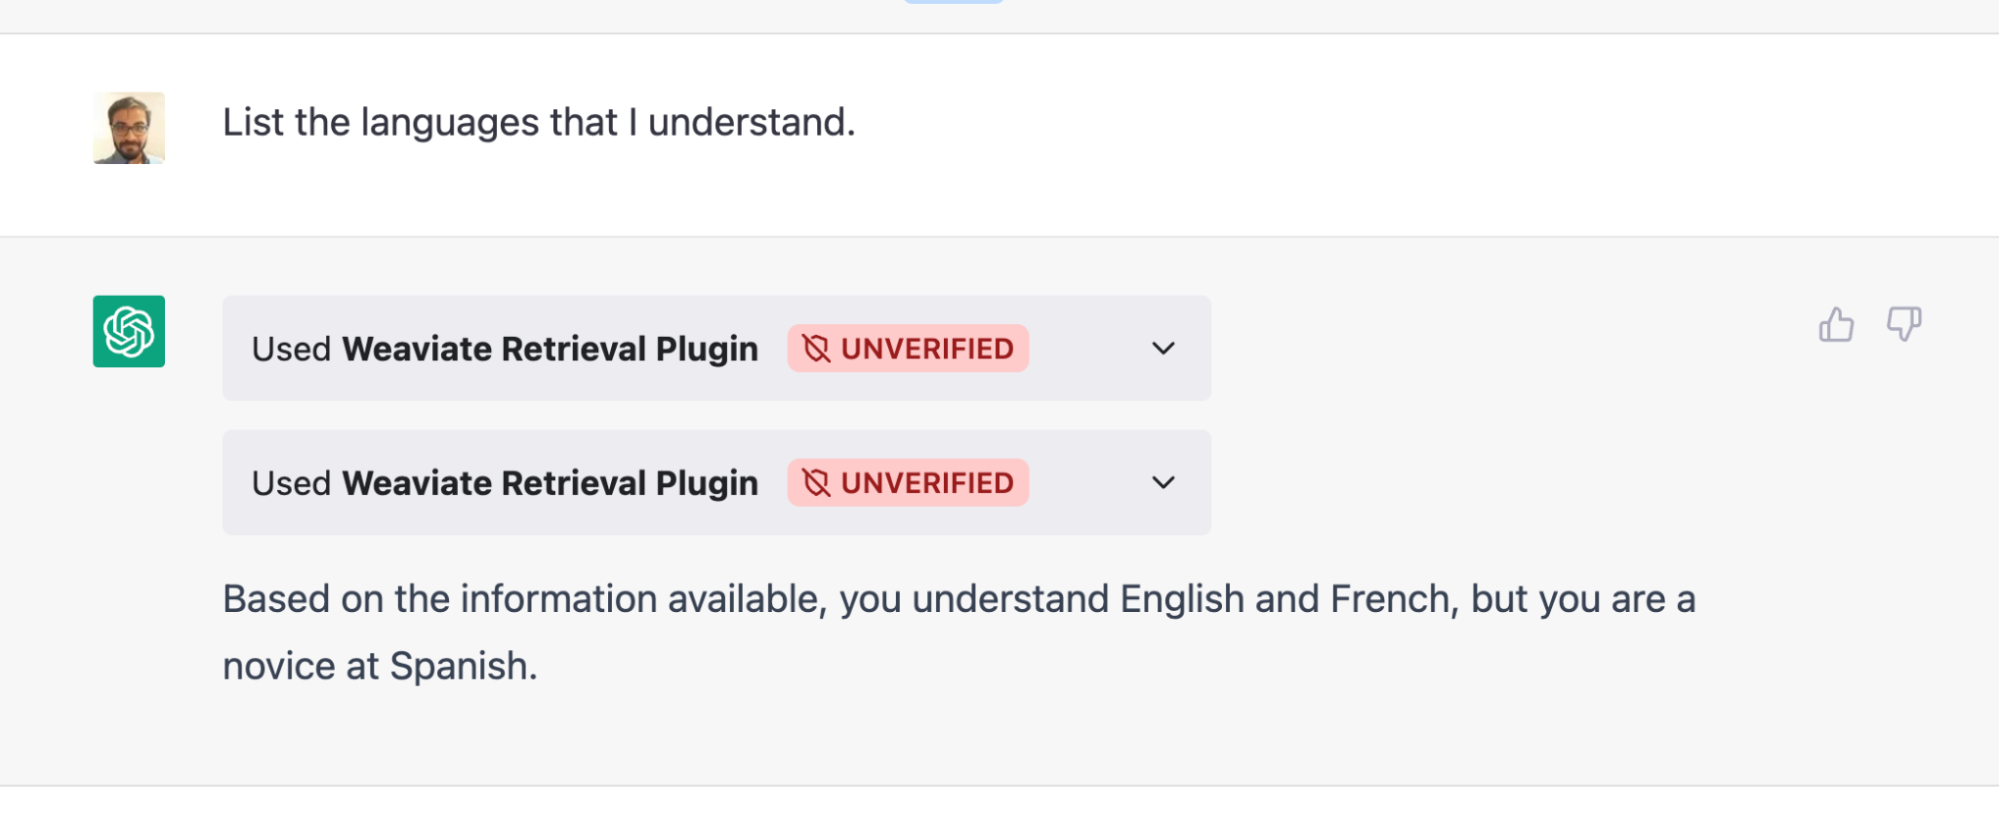 List the languages that I understand.
Used Weaviate Retrieval Plugin UNVERIFIED
Used Weaviate Retrieval Plugin UNVERIFIED
Based on the information available, you understand English and French, but you are a
novice at Spanish.